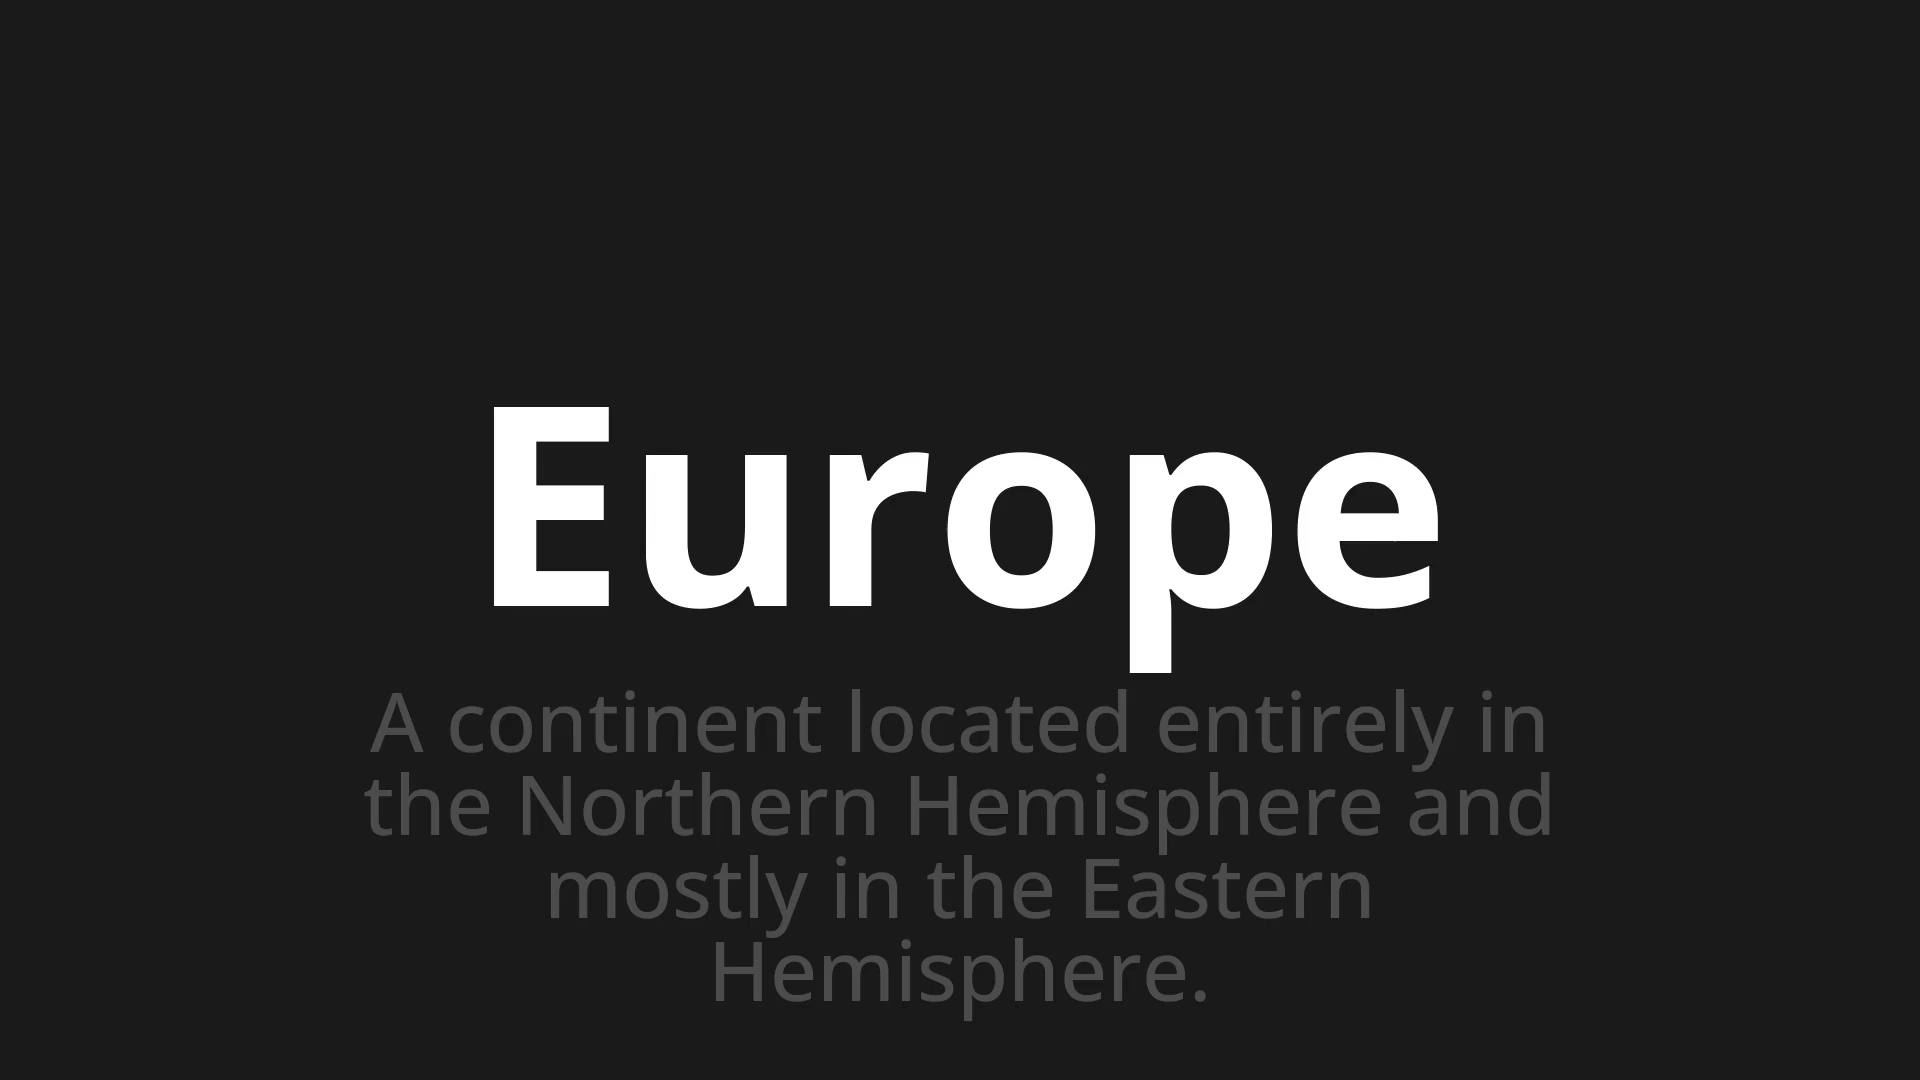 Europe
A continent located entirely in
the Northern Hemisphere and
mostly in the Eastern
Hemisphere.